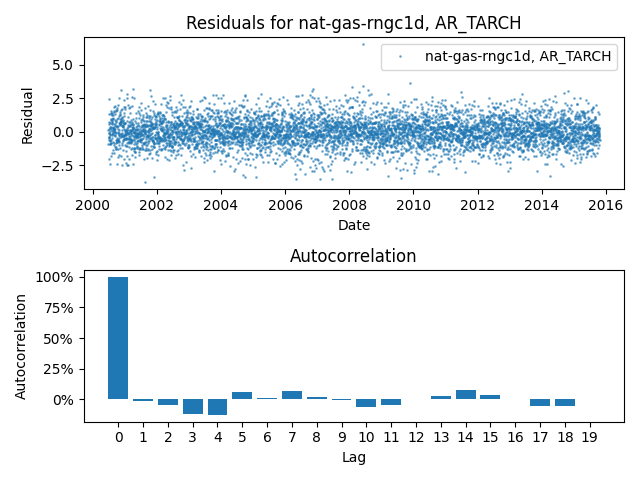 Residuals for nat-gas-rngc1d, AR_TARCH
nat-gas-rngc1d, AR_TARCH
Residual
5.0
2.5
0.0
−2.5
2000 2002 2004 2006 2008 2010 2012 2014 2016
Date
Autocorrelation
Autocorrelation
100%
75%
50%
25%
0%
0 1 2 3 4 5 6 7 8 9 10 11 12 13 14 15 16 17 18 19
Lag